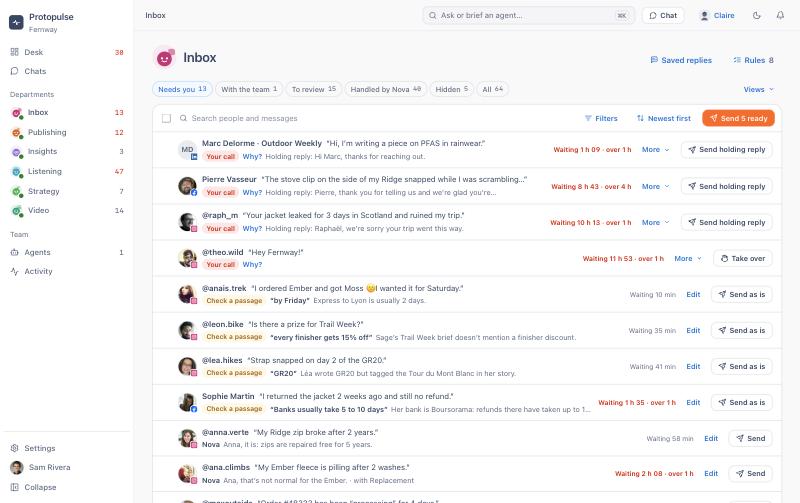 Protopulse
Fernway
Inbox
Ask or brief an agent...
⌘K
Chat
Claire
Desk 30
Chats
Departments
Inbox 13
Publishing 12
Insights 3
Listening 47
Strategy 7
Video 14
Team
Agents 1
Activity
Settings
Sam Rivera
Collapse
Inbox
Saved replies
Rules 8
Needs you 13
With the team 1
To review 15
Handled by Nova 40
Hidden 5
All 64
Views
Search people and messages
Filters
Newest first
Send 5 ready
MD
Marc Delorme · Outdoor Weekly “Hi, I'm writing a piece on PFAS in rainwear.”
Your call Why? Holding reply: Hi Marc, thanks for reaching out.
Waiting 1 h 09 · over 1 h More Send holding reply
Pierre Vasseur “The stove clip on the side of my Ridge snapped while I was scrambling...”
Your call Why? Holding reply: Pierre, thank you for telling us and we're glad you're...
Waiting 8 h 43 · over 4 h More Send holding reply
@raph_m “Your jacket leaked for 3 days in Scotland and ruined my trip.”
Your call Why? Holding reply: Raphaël, we're sorry your trip went this way.
Waiting 10 h 13 · over 1 h More Send holding reply
@theo.wild “Hey Fernway!”
Your call Why?
Waiting 11 h 53 · over 1 h More Take over
@anais.trek “I ordered Ember and got Moss 😅 I wanted it for Saturday.”
Check a passage “by Friday” Express to Lyon is usually 2 days.
Waiting 10 min Edit Send as is
@leon.bike “Is there a prize for Trail Week?”
Check a passage “every finisher gets 15% off” Sage's Trail Week brief doesn't mention a finisher discount.
Waiting 35 min Edit Send as is
@lea.hikes “Strap snapped on day 2 of the GR20.”
Check a passage “GR20” Léa wrote GR20 but tagged the Tour du Mont Blanc in her story.
Waiting 41 min Edit Send as is
Sophie Martin “I returned the jacket 2 weeks ago and still no refund.”
Check a passage “Banks usually take 5 to 10 days” Her bank is Boursorama: refunds there have taken up to 1...
Waiting 1 h 35 · over 1 h Edit Send as is
@anna.verte “My Ridge zip broke after 2 years.”
Nova Anna, it is: zips are repaired free for 5 years.
Waiting 58 min Edit Send
@ana.climbs “My Ember fleece is pilling after 2 washes.”
Nova Ana, that's not normal for the Ember. · with Replacement
Waiting 2 h 08 · over 1 h Edit Send